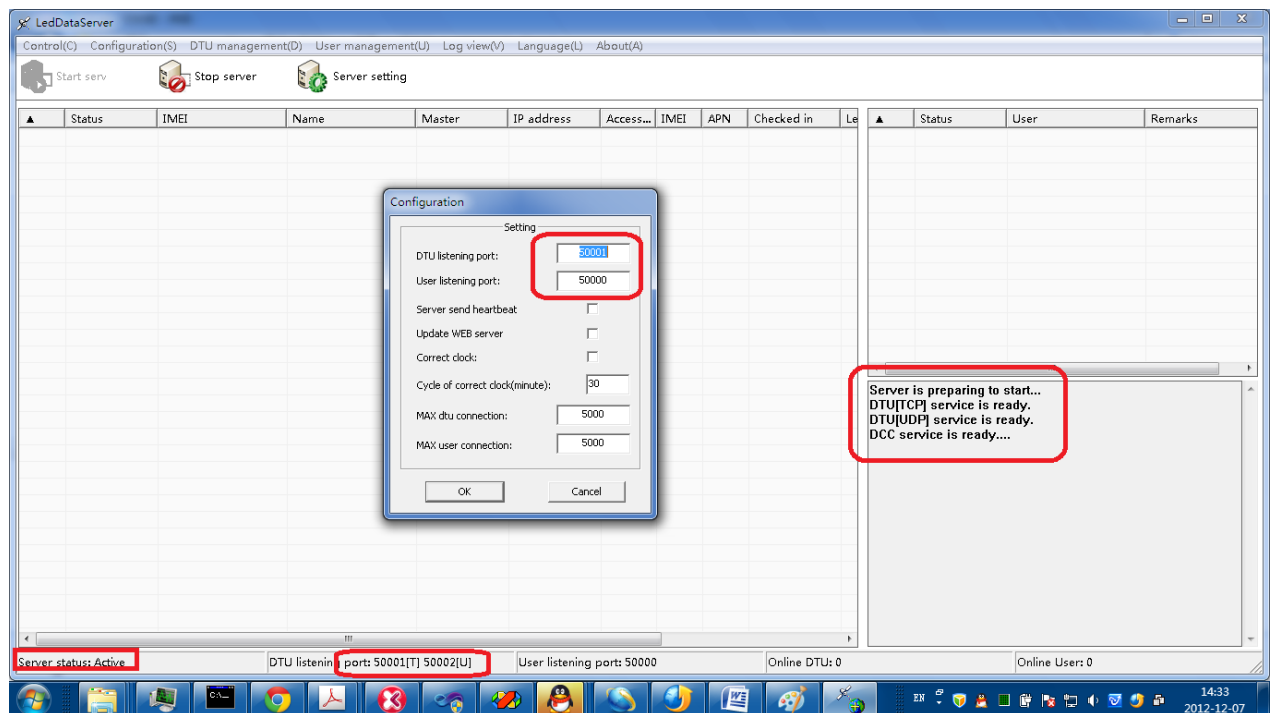 LedDataServer
Control(C) Configuration(S) DTU management(D) User management(U) Log view(V) Language(L) About(A)
Start serv Stop server Server setting
Status IMEI Name Master IP address Access... IMEI APN Checked in Le
Status User Remarks
Configuration
Setting
DTU listening port: 50001
User listening port: 50000
Server send heartbeat
Update WEB server
Correct clock:
Cycle of correct clock(minute): 30
MAX dtu connection: 5000
MAX user connection: 5000
OK Cancel
Server is preparing to start...
DTU[TCP] service is ready.
DTU[UDP] service is ready.
DCC service is ready....
Server status: Active DTU listening port: 50001[T] 50002[U] User listening port: 50000 Online DTU: 0 Online User: 0
C:\_
EN 14:33
2012-12-07